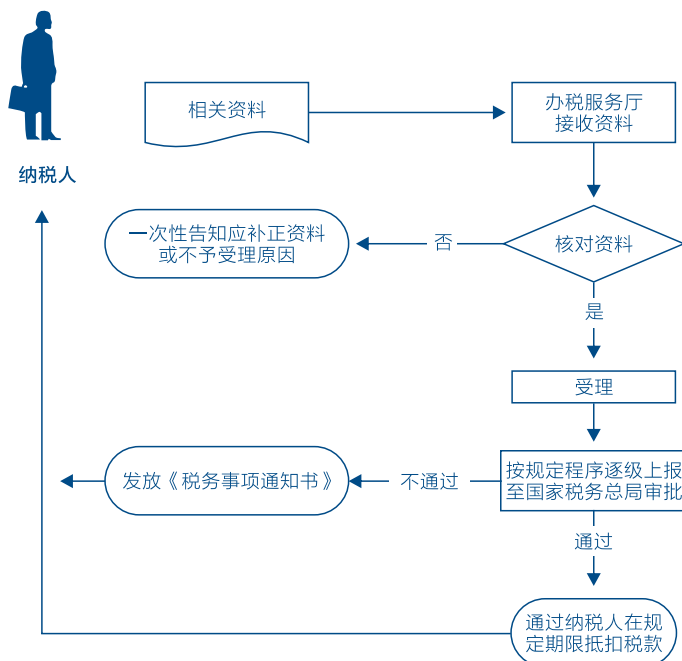 相关资料
办税服务厅
接收资料
纳税人
一次性告知应补正资料
或不予受理原因
否
核对资料
是
受理
发放《税务事项通知书》
不通过
按规定程序逐级上报
至国家税务总局审批
通过
通过纳税人在规
定期限抵扣税款